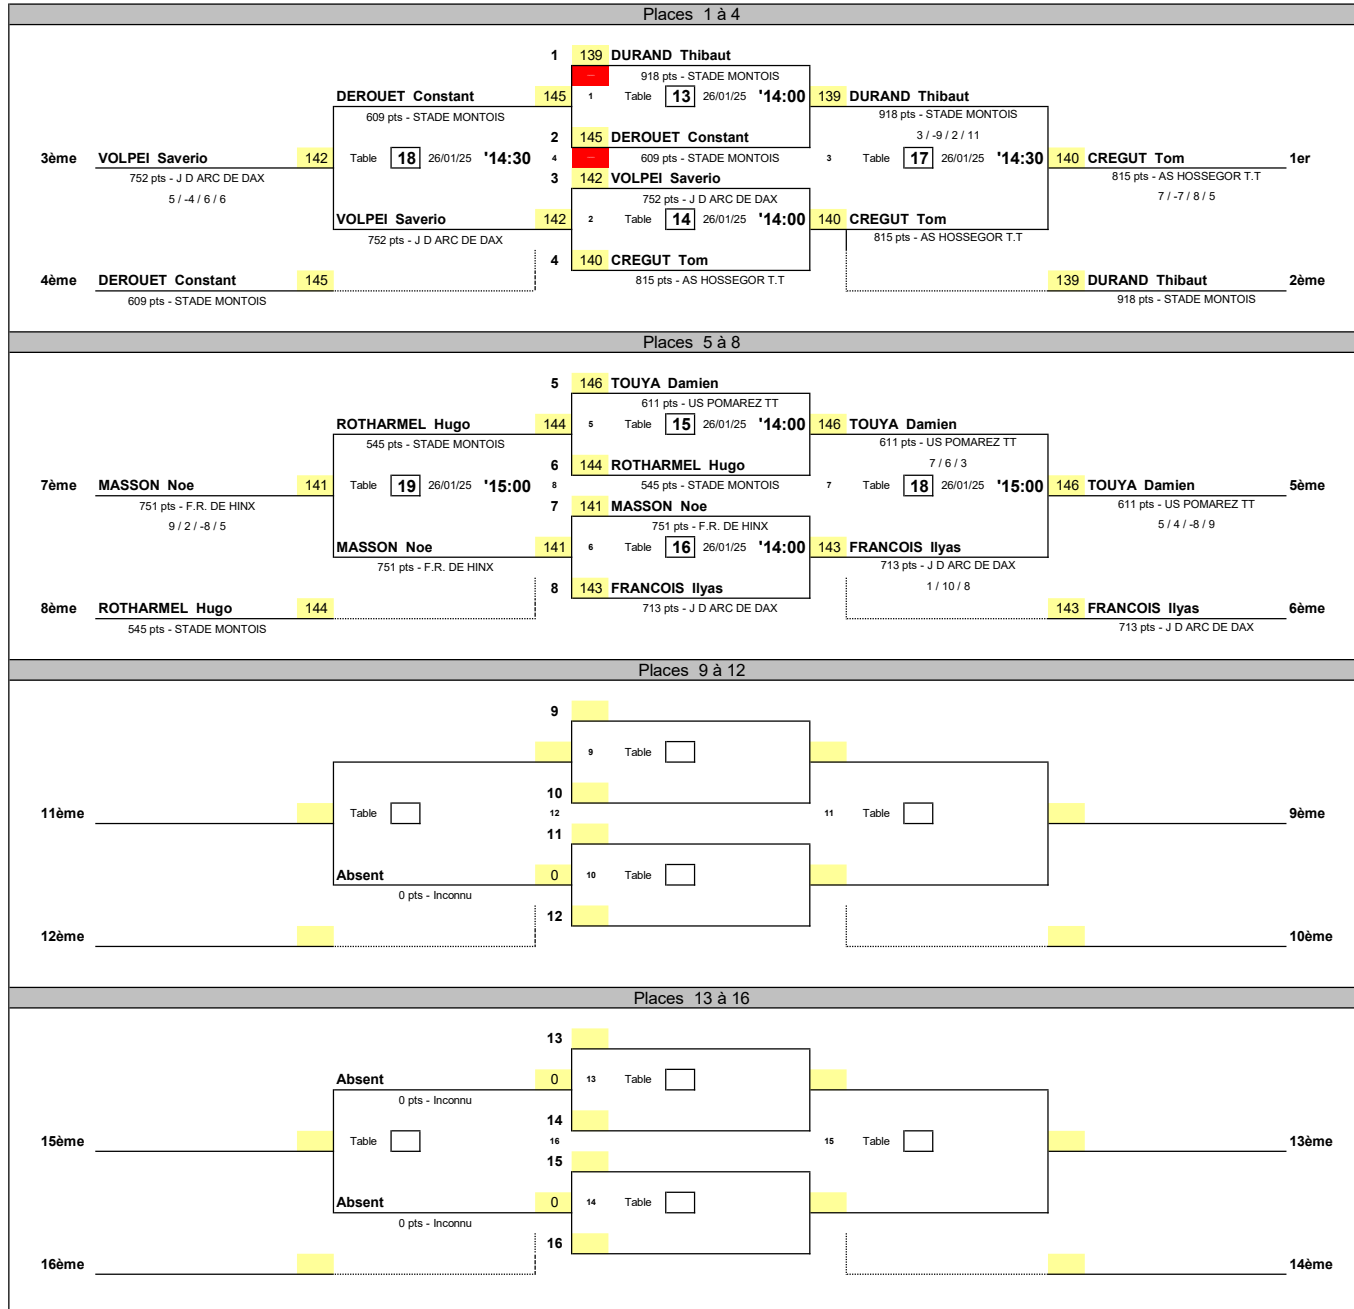 Places 1 à 4
1 139 DURAND Thibaut
– 918 pts - STADE MONTOIS
DEROUET Constant 145 1 Table 13 26/01/25 '14:00 139 DURAND Thibaut
609 pts - STADE MONTOIS 918 pts - STADE MONTOIS
2 145 DEROUET Constant 3 / -9 / 2 / 11
3ème VOLPEI Saverio 142 Table 18 26/01/25 '14:30 4 – 609 pts - STADE MONTOIS 3 Table 17 26/01/25 '14:30 140 CREGUT Tom 1er
752 pts - J D ARC DE DAX 3 142 VOLPEI Saverio 815 pts - AS HOSSEGOR T.T
5 / -4 / 6 / 6 752 pts - J D ARC DE DAX 7 / -7 / 8 / 5
VOLPEI Saverio 142 2 Table 14 26/01/25 '14:00 140 CREGUT Tom
752 pts - J D ARC DE DAX 815 pts - AS HOSSEGOR T.T
4 140 CREGUT Tom
4ème DEROUET Constant 145 815 pts - AS HOSSEGOR T.T 139 DURAND Thibaut 2ème
609 pts - STADE MONTOIS 918 pts - STADE MONTOIS
Places 5 à 8
5 146 TOUYA Damien
611 pts - US POMAREZ TT
ROTHARMEL Hugo 144 5 Table 15 26/01/25 '14:00 146 TOUYA Damien
545 pts - STADE MONTOIS 611 pts - US POMAREZ TT
6 144 ROTHARMEL Hugo 7 / 6 / 3
7ème MASSON Noe 141 Table 19 26/01/25 '15:00 8 545 pts - STADE MONTOIS 7 Table 18 26/01/25 '15:00 146 TOUYA Damien 5ème
751 pts - F.R. DE HINX 7 141 MASSON Noe 611 pts - US POMAREZ TT
9 / 2 / -8 / 5 751 pts - F.R. DE HINX 5 / 4 / -8 / 9
MASSON Noe 141 6 Table 16 26/01/25 '14:00 143 FRANCOIS Ilyas
751 pts - F.R. DE HINX 713 pts - J D ARC DE DAX
8 143 FRANCOIS Ilyas 1 / 10 / 8
8ème ROTHARMEL Hugo 144 713 pts - J D ARC DE DAX 143 FRANCOIS Ilyas 6ème
545 pts - STADE MONTOIS 713 pts - J D ARC DE DAX
Places 9 à 12
9
9 Table
10
11ème Table 12 11 Table 9ème
11
Absent 0 10 Table
0 pts - Inconnu
12
12ème 10ème
Places 13 à 16
13
Absent 0 13 Table
0 pts - Inconnu
14
15ème Table 16 15 Table 13ème
15
Absent 0 14 Table
0 pts - Inconnu
16
16ème 14ème